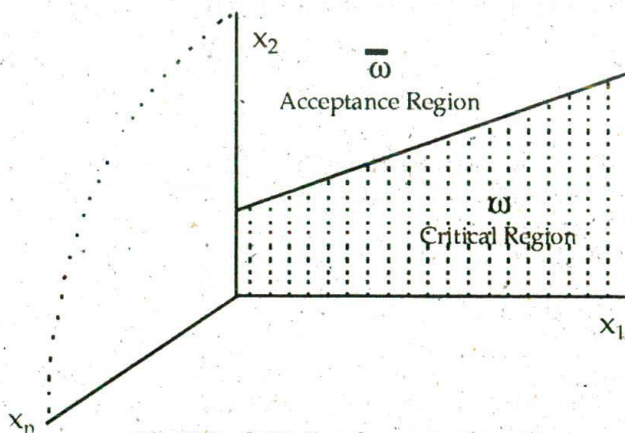 x₂
ω̄
Acceptance Region
ω
Critical Region
x₁
xₙ